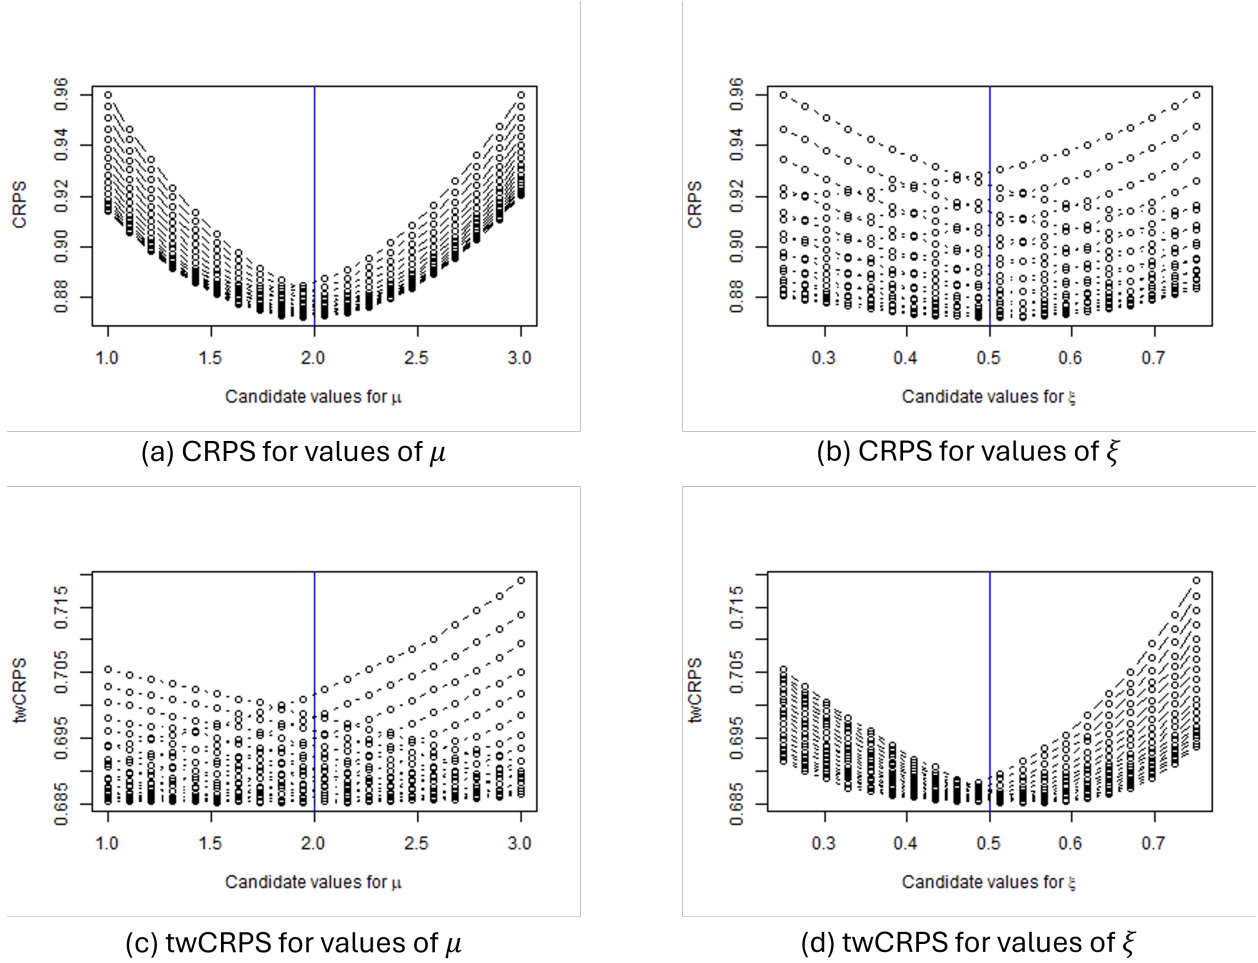 CRPS
0.96
0.94
0.92
0.90
0.88
1.0 1.5 2.0 2.5 3.0
Candidate values for μ
(a) CRPS for values of μ
CRPS
0.96
0.94
0.92
0.90
0.88
0.3 0.4 0.5 0.6 0.7
Candidate values for ξ
(b) CRPS for values of ξ
twCRPS
0.715
0.705
0.695
0.685
1.0 1.5 2.0 2.5 3.0
Candidate values for μ
(c) twCRPS for values of μ
twCRPS
0.715
0.705
0.695
0.685
0.3 0.4 0.5 0.6 0.7
Candidate values for ξ
(d) twCRPS for values of ξ